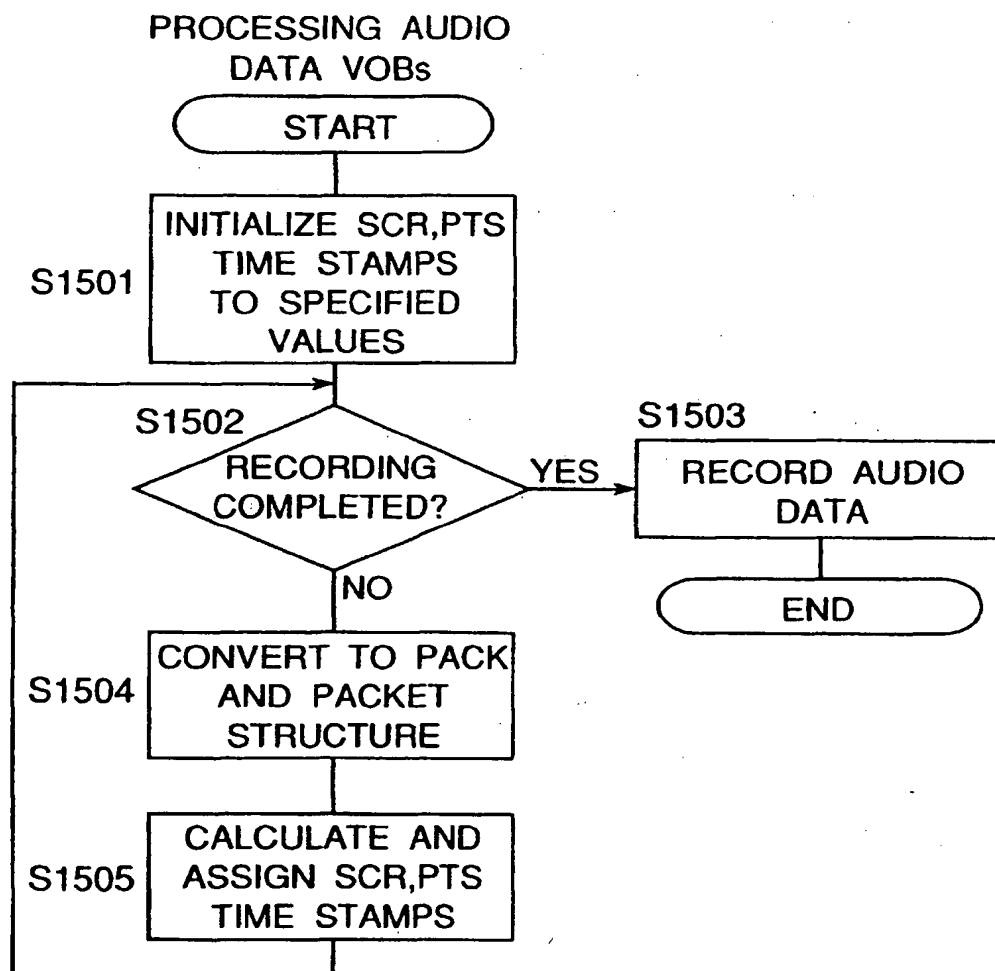 PROCESSING AUDIO
DATA VOBs
START
S1501
INITIALIZE SCR,PTS
TIME STAMPS
TO SPECIFIED
VALUES
S1502
RECORDING
COMPLETED?
YES
S1503
RECORD AUDIO
DATA
END
NO
S1504
CONVERT TO PACK
AND PACKET
STRUCTURE
S1505
CALCULATE AND
ASSIGN SCR,PTS
TIME STAMPS